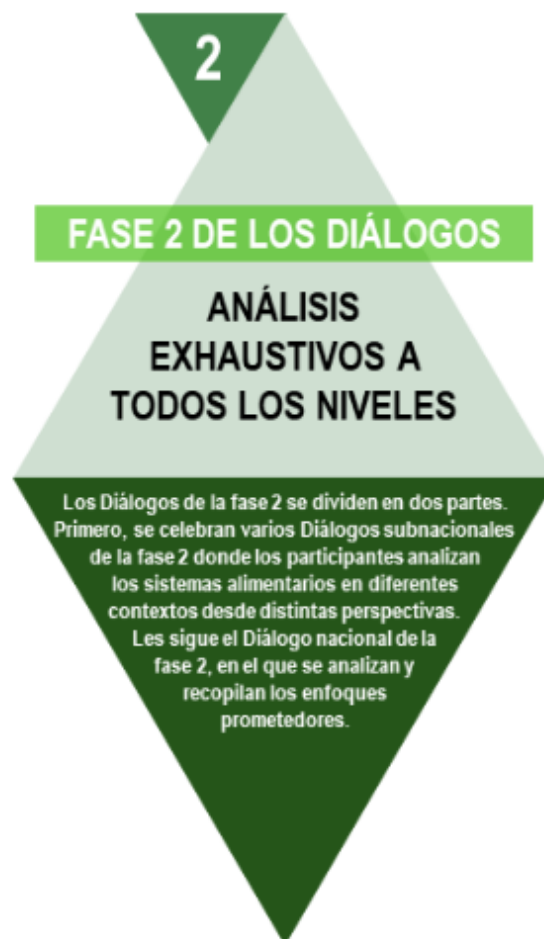 2
FASE 2 DE LOS DIÁLOGOS
ANÁLISIS
EXHAUSTIVOS A
TODOS LOS NIVELES
Los Diálogos de la fase 2 se dividen en dos partes.
Primero, se celebran varios Diálogos subnacionales
de la fase 2 donde los participantes analizan
los sistemas alimentarios en diferentes
contextos desde distintas perspectivas.
Les sigue el Diálogo nacional de la
fase 2, en el que se analizan y
recopilan los enfoques
prometedores.